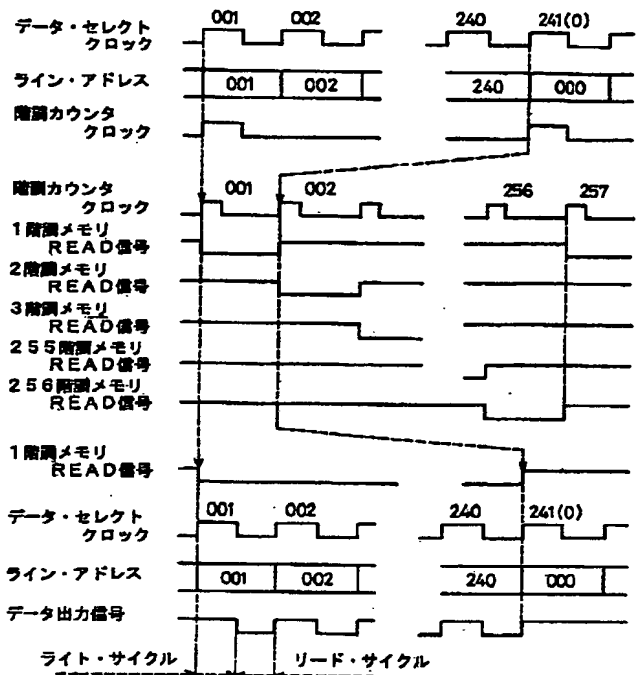 001 002 240 241(0)
データ・セレクト
クロック
ライン・アドレス
001 002 240 000
階調カウンタ
クロック
階調カウンタ
クロック
001 002 256 257
1階調メモリ
READ信号
2階調メモリ
READ信号
3階調メモリ
READ信号
255階調メモリ
READ信号
256階調メモリ
READ信号
1階調メモリ
READ信号
001 002 240 241(0)
データ・セレクト
クロック
ライン・アドレス
001 002 240 000
データ出力信号
ライト・サイクル リード・サイクル